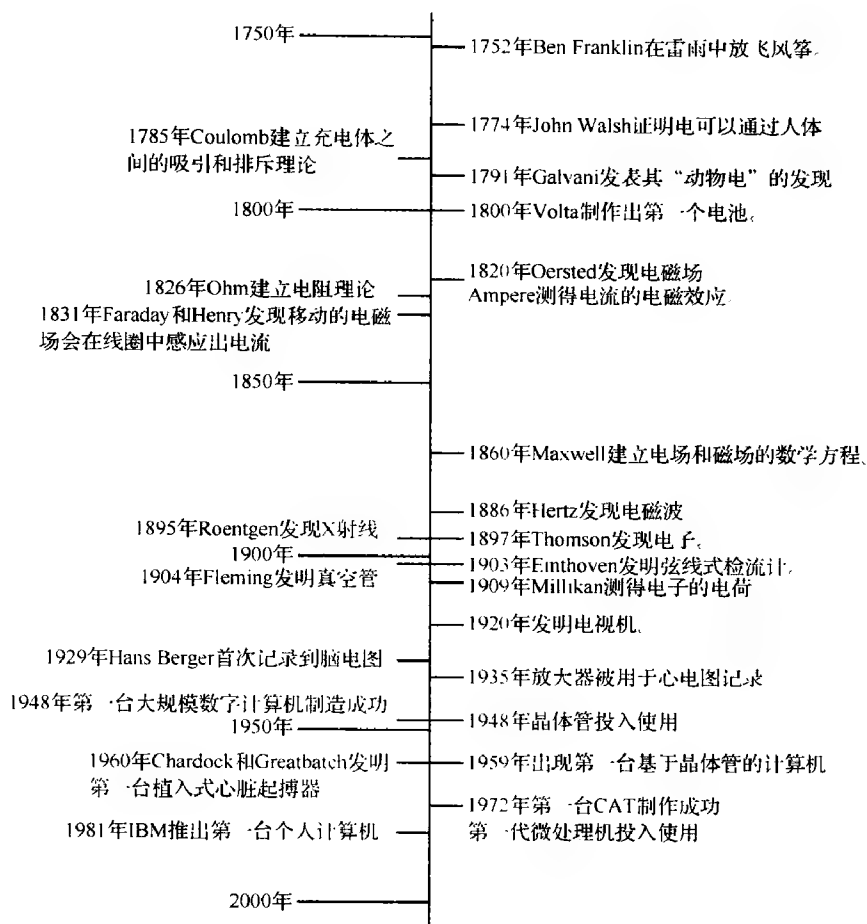 1750年
1752年Ben Franklin在雷雨中放飞风筝。
1774年John Walsh证明电可以通过人体
1785年Coulomb建立充电体之
间的吸引和排斥理论
1791年Galvani发表其“动物电”的发现
1800年
1800年Volta制作出第一个电池。
1820年Oersted发现电磁场
Ampere测得电流的电磁效应
1826年Ohm建立电阻理论
1831年Faraday和Henry发现移动的电磁
场会在线圈中感应出电流
1850年
1860年Maxwell建立电场和磁场的数学方程、
1886年Hertz发现电磁波
1895年Roentgen发现X射线
1897年Thomson发现电子。
1900年
1903年Einthoven发明弦线式检流计。
1904年Fleming发明真空管
1909年Millikan测得电子的电荷
1920年发明电视机、
1929年Hans Berger首次记录到脑电图
1935年放大器被用于心电图记录
1948年第一台大规模数字计算机制造成功
1948年晶体管投入使用
1950年
1960年Chardock和Greatbatch发明
第一台植入式心脏起搏器
1959年出现第一台基于晶体管的计算机
1972年第一台CAT制作成功
第一代微处理机投入使用
1981年IBM推出第一台个人计算机
2000年